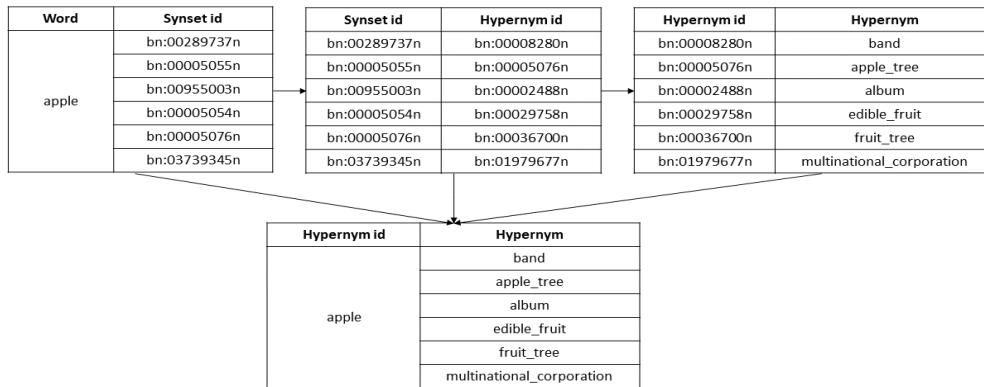 Word Synset id
apple
bn:00289737n
bn:00005055n
bn:00955003n
bn:00005054n
bn:00005076n
bn:03739345n
Synset id Hypernym id
bn:00289737n bn:00008280n
bn:00005055n bn:00005076n
bn:00955003n bn:00002488n
bn:00005054n bn:00029758n
bn:00005076n bn:00036700n
bn:03739345n bn:01979677n
Hypernym id Hypernym
bn:00008280n band
bn:00005076n apple_tree
bn:00002488n album
bn:00029758n edible_fruit
bn:00036700n fruit_tree
bn:01979677n multinational_corporation
Hypernym id Hypernym
apple
band
apple_tree
album
edible_fruit
fruit_tree
multinational_corporation